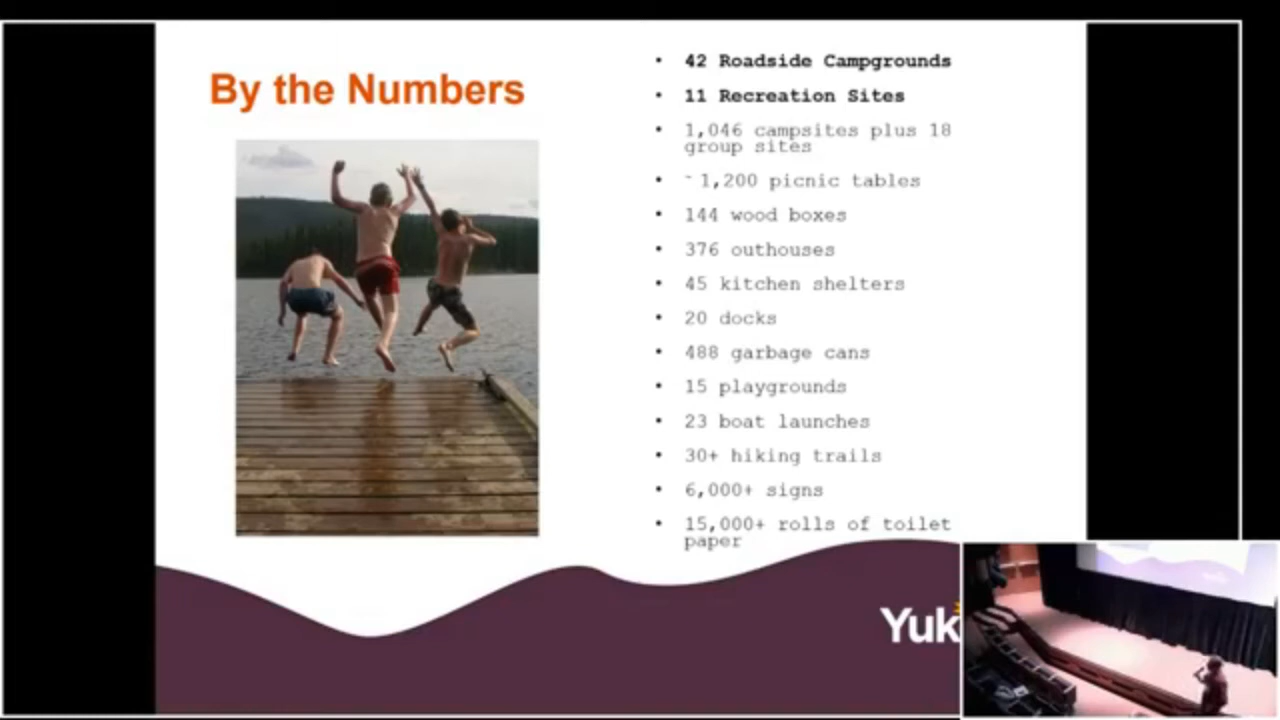 By the Numbers
• 42 Roadside Campgrounds
• 11 Recreation Sites
• 1,046 campsites plus 18
group sites
• ~ 1,200 picnic tables
• 144 wood boxes
• 376 outhouses
• 45 kitchen shelters
• 20 docks
• 488 garbage cans
• 15 playgrounds
• 23 boat launches
• 30+ hiking trails
• 6,000+ signs
• 15,000+ rolls of toilet
paper
Yuk